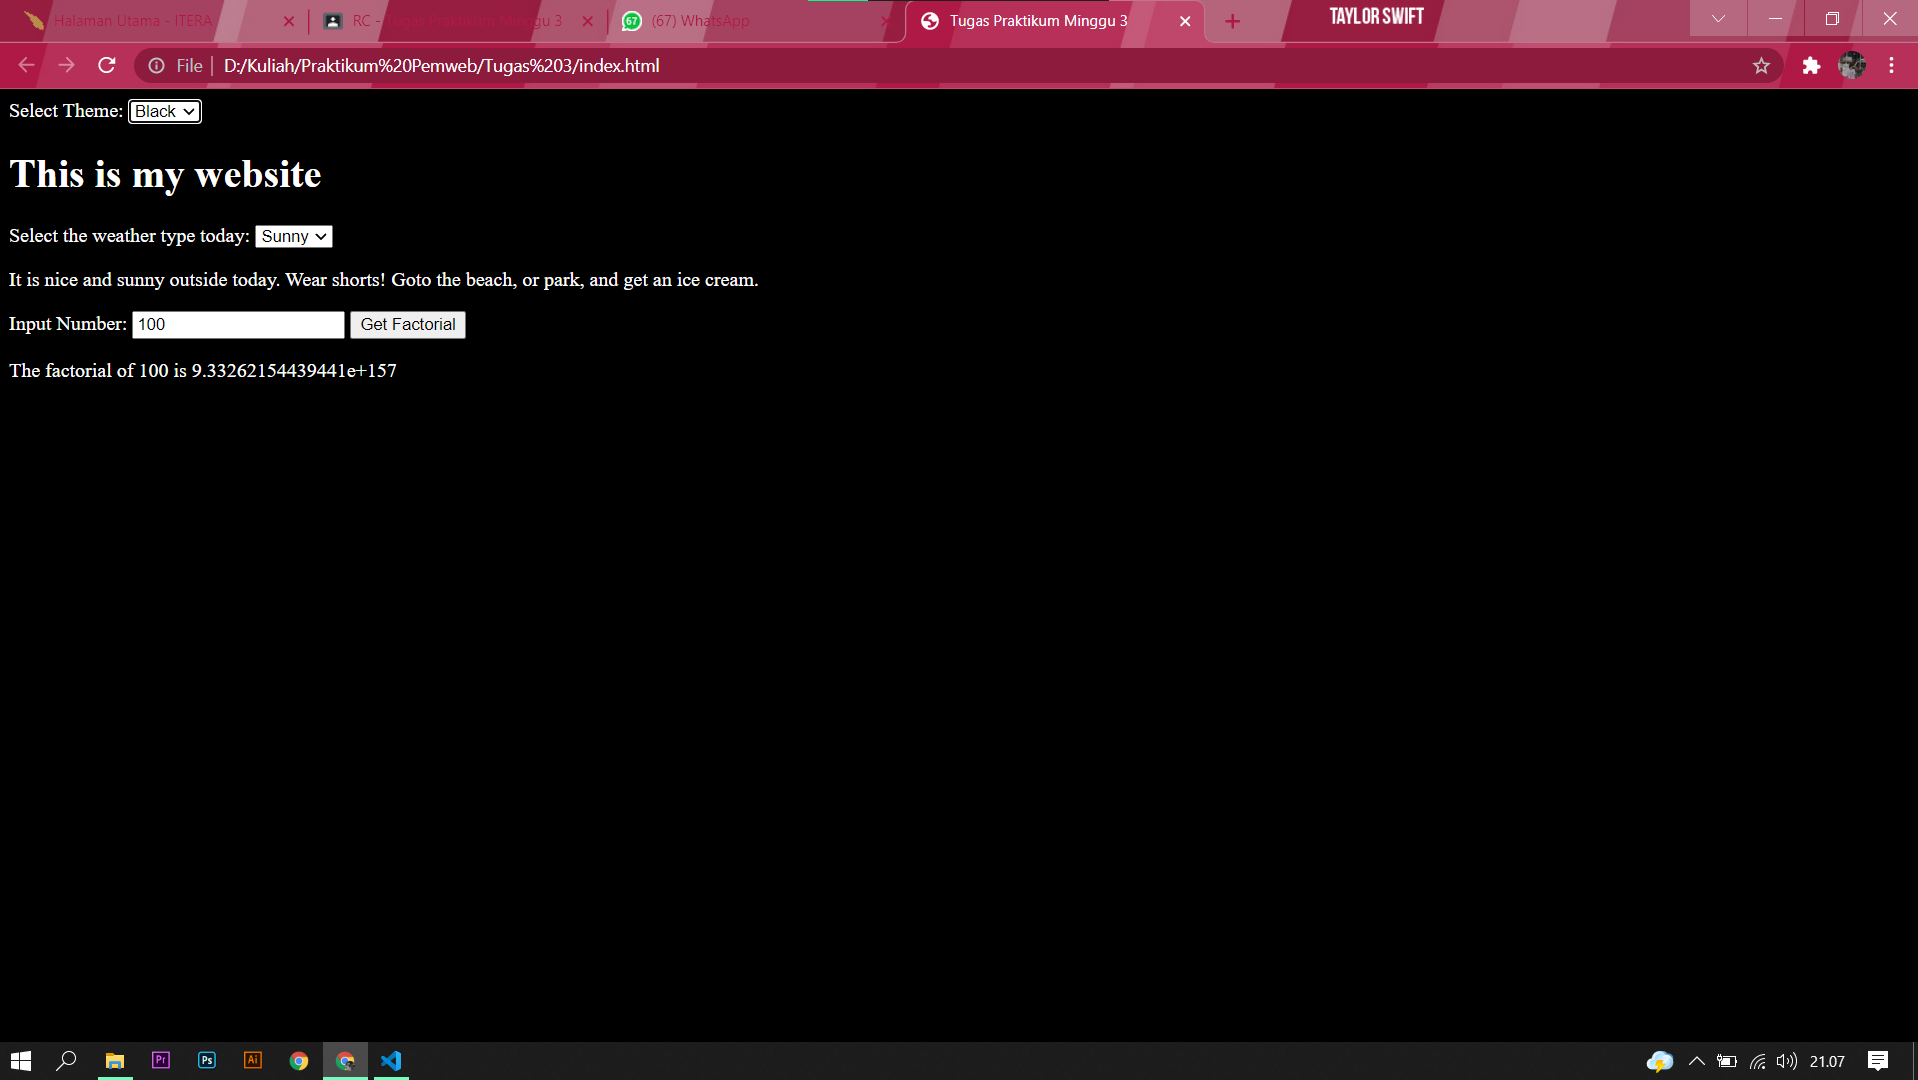 Halaman Utama - ITERA
RC - Tugas Praktikum Minggu 3
67 (67) WhatsApp
Tugas Praktikum Minggu 3
TAYLOR SWIFT
File | D:/Kuliah/Praktikum%20Pemweb/Tugas%203/index.html
Select Theme: Black
This is my website
Select the weather type today: Sunny
It is nice and sunny outside today. Wear shorts! Goto the beach, or park, and get an ice cream.
Input Number: 100 Get Factorial
The factorial of 100 is 9.33262154439441e+157
Pr Ps Ai 21.07